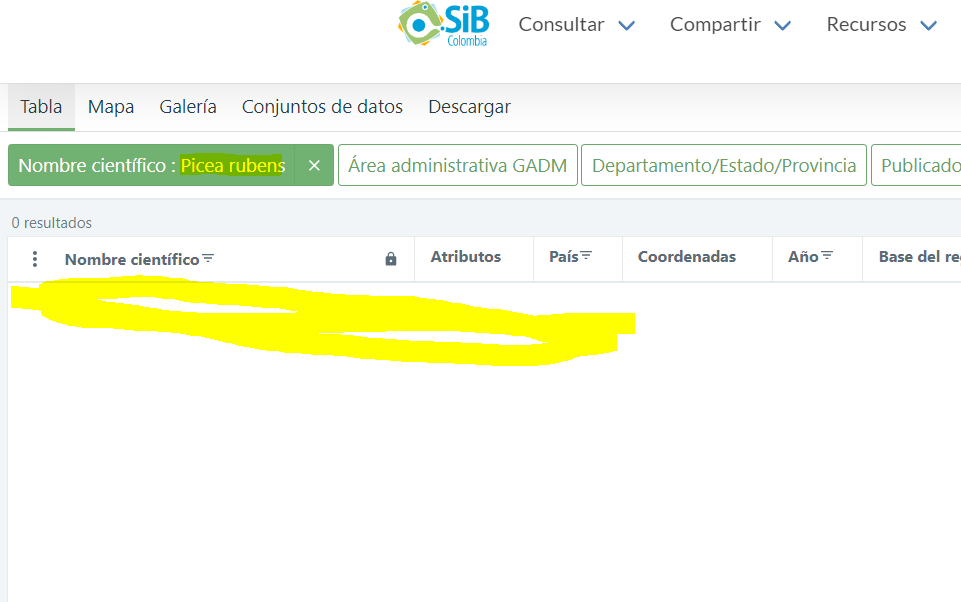 SiB
Colombia
Consultar Compartir Recursos
Tabla Mapa Galería Conjuntos de datos Descargar
Nombre científico : Picea rubens × Área administrativa GADM Departamento/Estado/Provincia Publicado
0 resultados
Nombre científico Atributos País Coordenadas Año Base del re